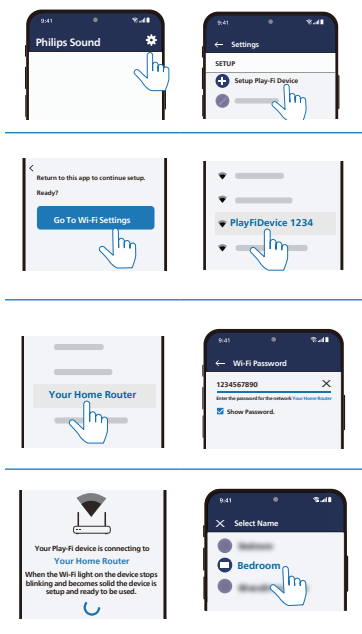 9:41
Philips Sound
9:41
← Settings
SETUP
Setup Play-Fi Device
Return to this app to continue setup.
Ready?
Go To Wi-Fi Settings
PlayFiDevice 1234
Your Home Router
9:41
← Wi-Fi Password
1234567890
Enter the password for the network Your Home Router
Show Password.
Your Play-Fi device is connecting to
Your Home Router
When the Wi-Fi light on the device stops
blinking and becomes solid the device is
setup and ready to be used.
9:41
Select Name
Bedroom